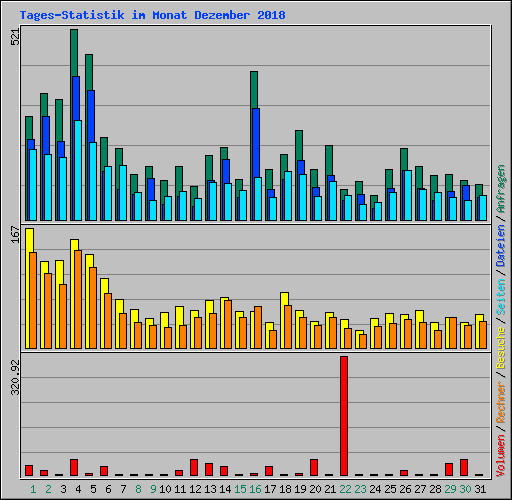 Tages-Statistik im Monat Dezember 2018
521
167
320.92
Volumen / Rechner / Besuche / Seiten / Dateien / Anfragen
1 2 3 4 5 6 7 8 9 10 11 12 13 14 15 16 17 18 19 20 21 22 23 24 25 26 27 28 29 30 31